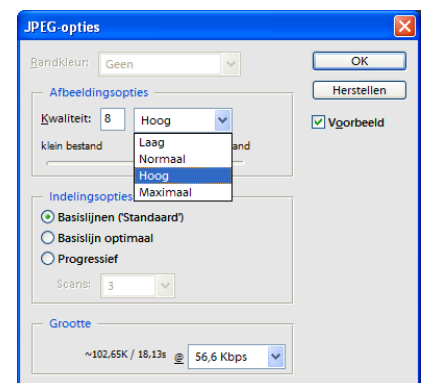 JPEG-opties
Randkleur: Geen
OK
Afbeeldingsopties
Herstellen
Kwaliteit: 8 Hoog
Voorbeeld
Laag
klein bestand and
Normaal
Hoog
Maximaal
Indelingsopties
Basislijnen ('Standaard')
Basislijn optimaal
Progressief
Scans: 3
Grootte
~102,65K / 18,13s @ 56,6 Kbps